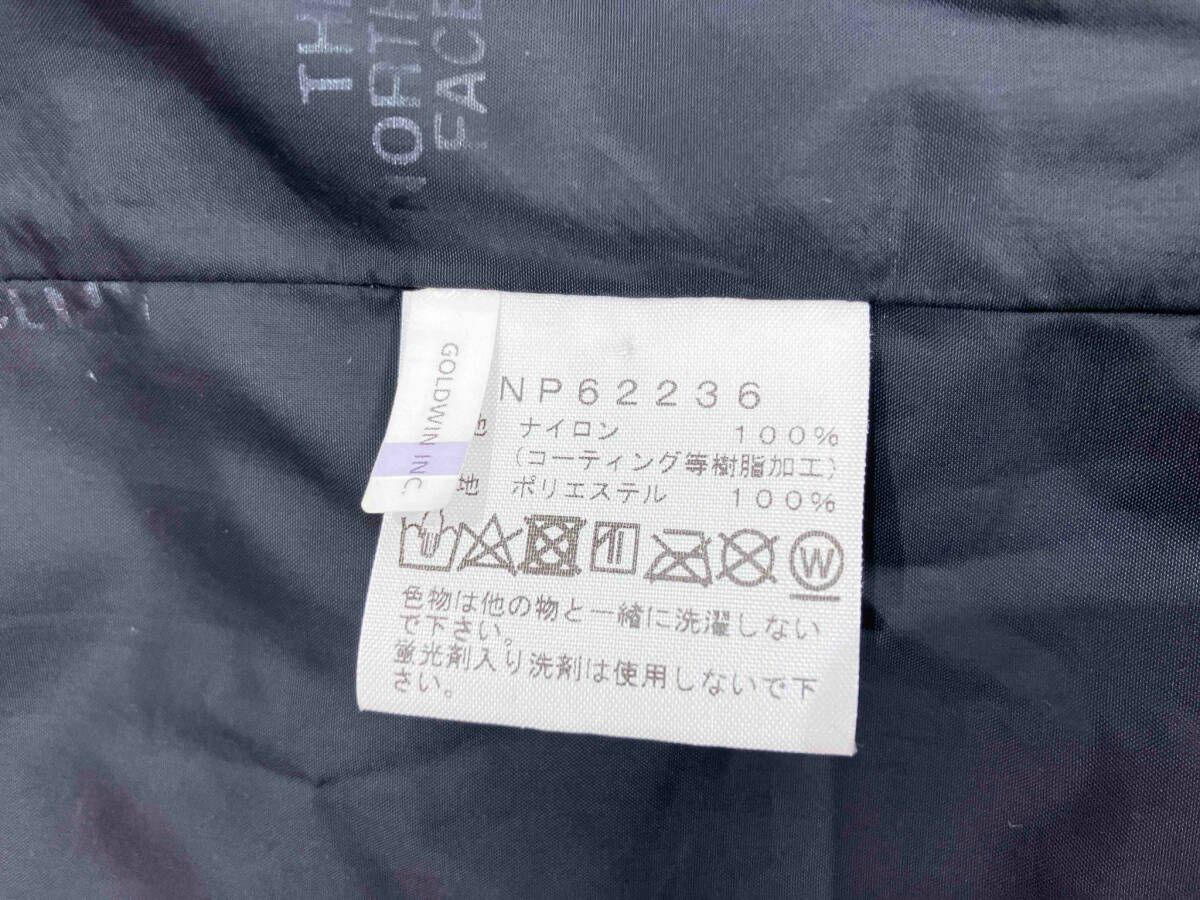 THE
NORTH
FACE
GOLDWIN INC.
NP62236
地 ナイロン 100%
(コーティング等樹脂加工)
地 ポリエステル 100%
W
色物は他の物と一緒に洗濯しない
で下さい。
蛍光剤入り洗剤は使用しないで下
さい。